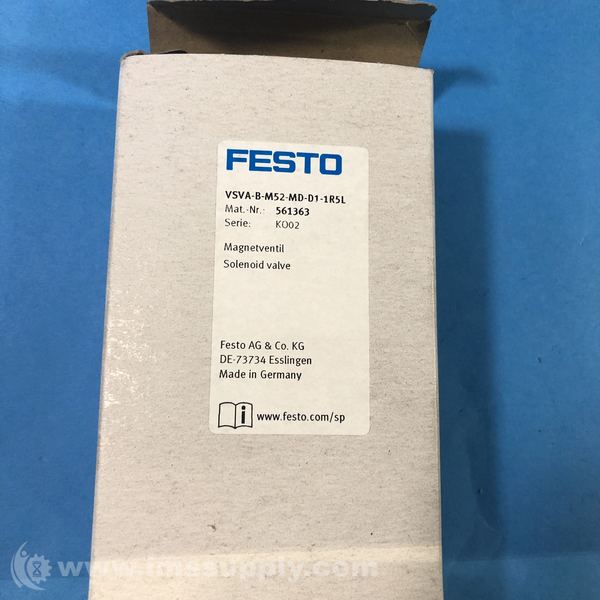 FESTO
VSVA-B-M52-MD-D1-1R5L
Mat.-Nr.: 561363
Serie: KO02
Magnetventil
Solenoid valve
Festo AG & Co. KG
DE-73734 Esslingen
Made in Germany
www.festo.com/sp
www.imssupply.com